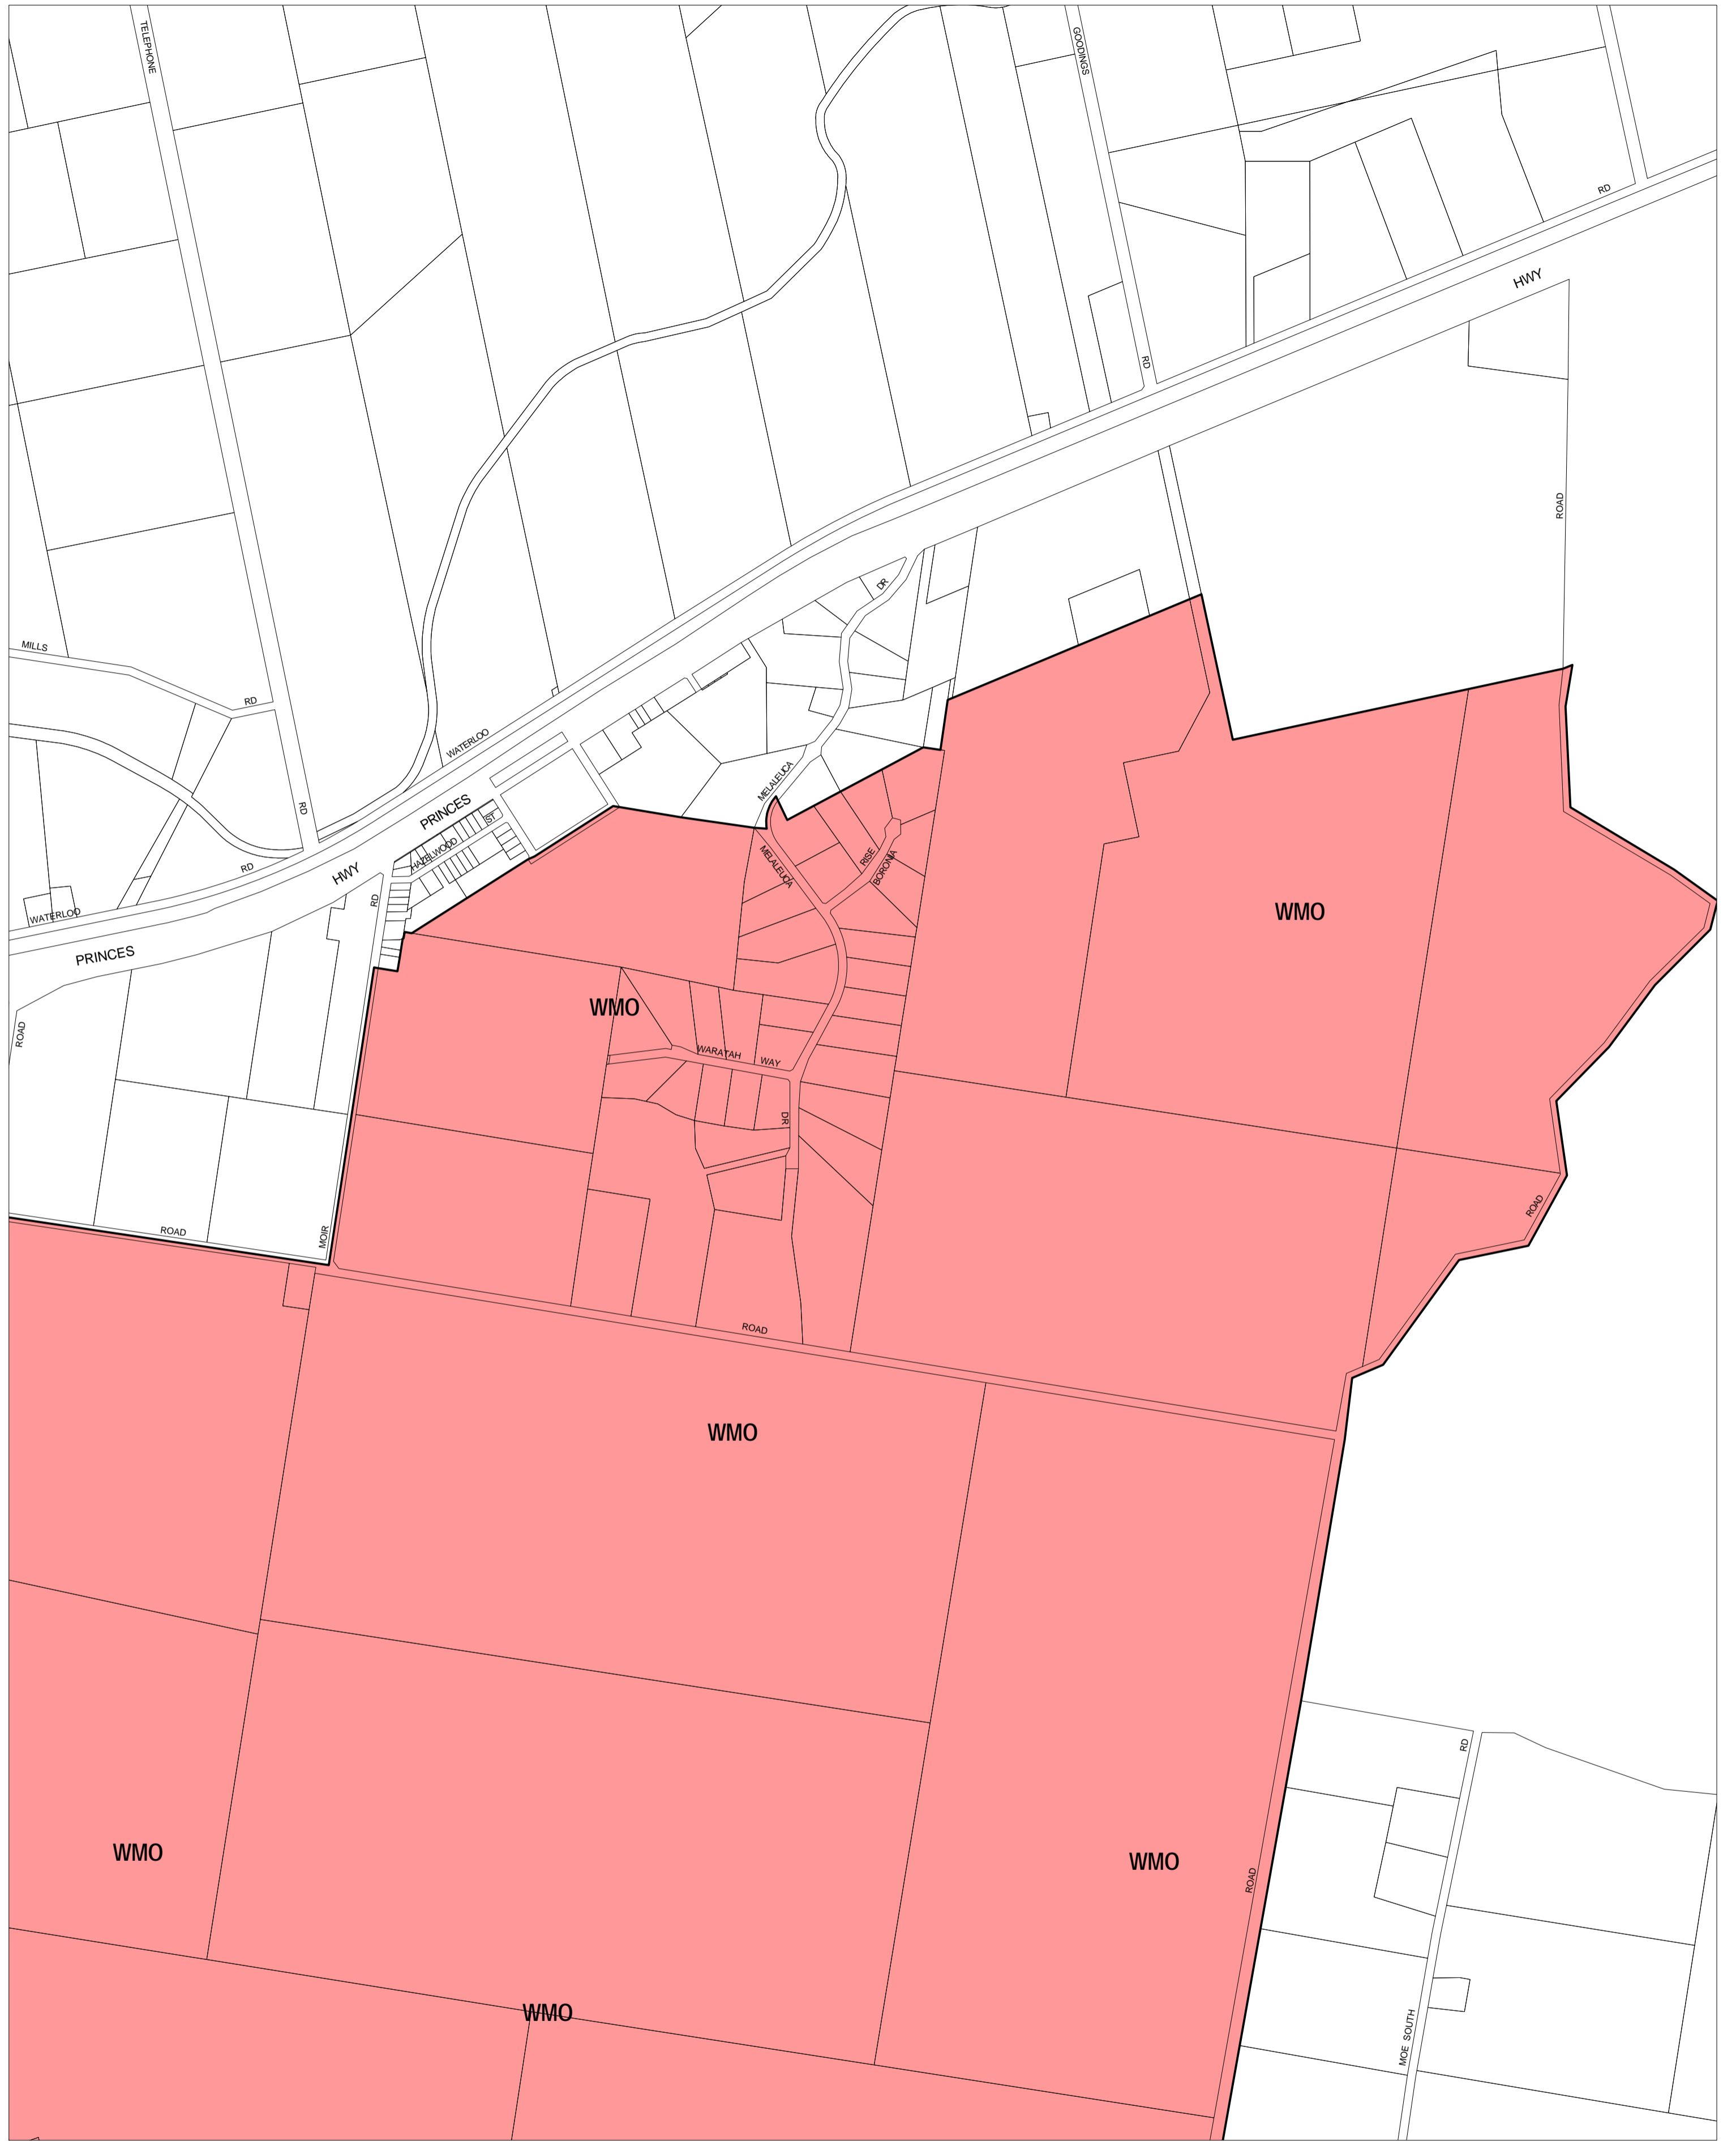 TELEPHONE
GOODINGS
RD
HWY
RD
ROAD
DR
MILLS
RD
WATERLOO
MELALEUCA
RD
PRINCES
ST
HAZELWOOD
RD
HWY
RD
MELALEUCA
RISE
BORONIA
WATERLOO
PRINCES
WMO
WMO
ROAD
WARATAH
WAY
DR
ROAD
ROAD
MOIR
ROAD
WMO
RD
WMO
WMO
ROAD
WMO
MOE SOUTH